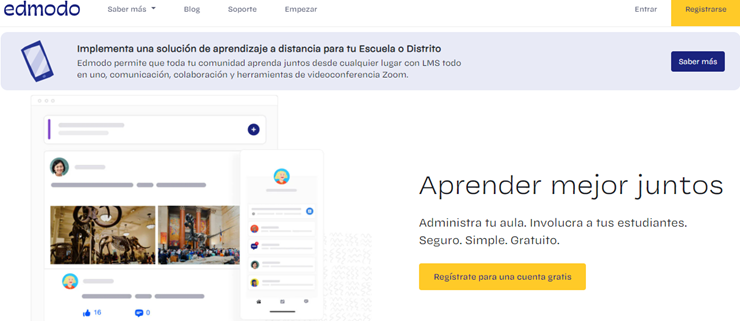 edmodo
Saber más
Blog
Soporte
Empezar
Entrar
Registrarse
Implementa una solución de aprendizaje a distancia para tu Escuela o Distrito
Edmodo permite que toda tu comunidad aprenda juntos desde cualquier lugar con LMS todo
en uno, comunicación, colaboración y herramientas de videoconferencia Zoom.
Saber más
Aprender mejor juntos
Administra tu aula. Involucra a tus estudiantes.
Seguro. Simple. Gratuito.
Regístrate para una cuenta gratis
16
0